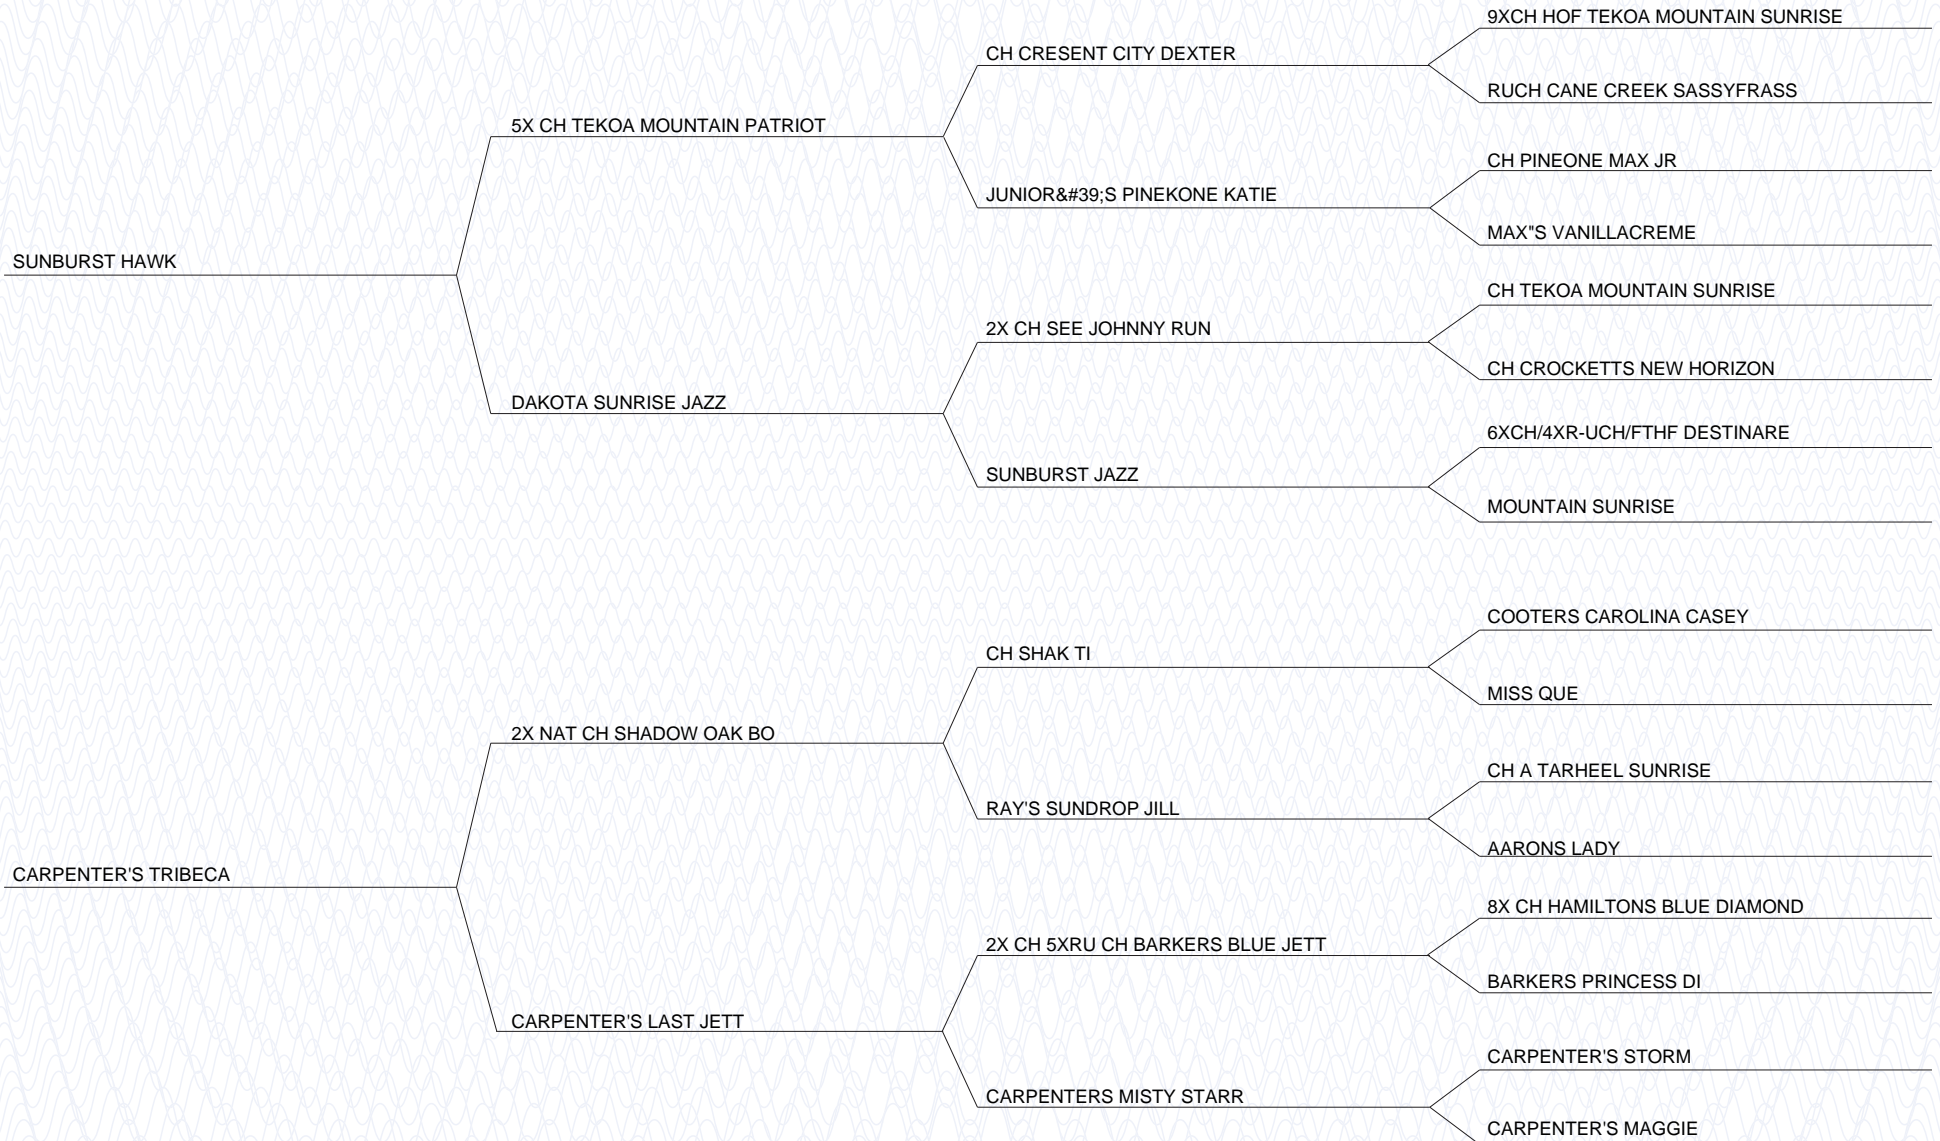 9XCH HOF TEKOA MOUNTAIN SUNRISE
CH CRESENT CITY DEXTER
RUCH CANE CREEK SASSYFRASS
5X CH TEKOA MOUNTAIN PATRIOT
CH PINEONE MAX JR
JUNIOR&#39;S PINEKONE KATIE
MAX"S VANILLACREME
SUNBURST HAWK
CH TEKOA MOUNTAIN SUNRISE
2X CH SEE JOHNNY RUN
CH CROCKETTS NEW HORIZON
DAKOTA SUNRISE JAZZ
6XCH/4XR-UCH/FTHF DESTINARE
SUNBURST JAZZ
MOUNTAIN SUNRISE
COOTERS CAROLINA CASEY
CH SHAK TI
MISS QUE
2X NAT CH SHADOW OAK BO
CH A TARHEEL SUNRISE
RAY'S SUNDROP JILL
AARONS LADY
CARPENTER'S TRIBECA
8X CH HAMILTONS BLUE DIAMOND
2X CH 5XRU CH BARKERS BLUE JETT
BARKERS PRINCESS DI
CARPENTER'S LAST JETT
CARPENTER'S STORM
CARPENTERS MISTY STARR
CARPENTER'S MAGGIE